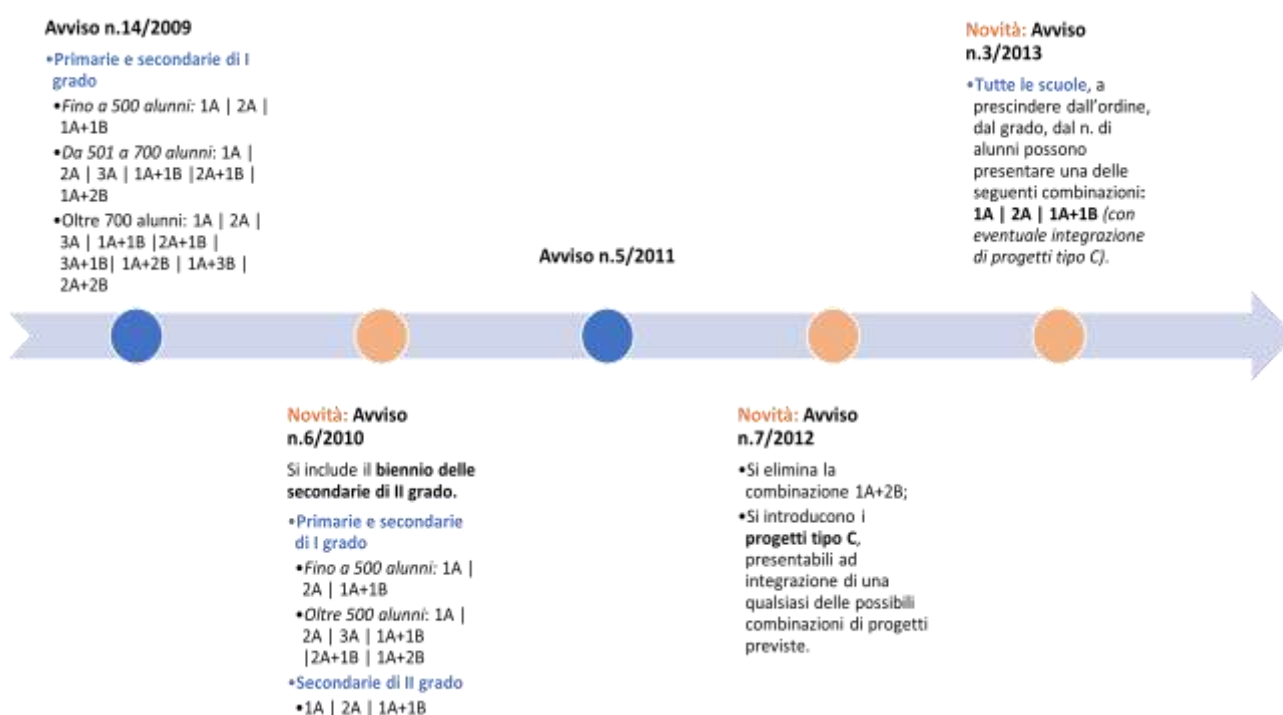 Avviso n.14/2009
•Primarie e secondarie di I
grado
•Fino a 500 alunni: 1A | 2A |
1A+1B
•Da 501 a 700 alunni: 1A |
2A | 3A | 1A+1B |2A+1B |
1A+2B
•Oltre 700 alunni: 1A | 2A |
3A | 1A+1B |2A+1B |
3A+1B| 1A+2B | 1A+3B |
2A+2B
Novità: Avviso
n.6/2010
Si include il biennio delle
secondarie di II grado.
•Primarie e secondarie
di I grado
•Fino a 500 alunni: 1A |
2A | 1A+1B
•Oltre 500 alunni: 1A |
2A | 3A | 1A+1B
|2A+1B | 1A+2B
•Secondarie di II grado
•1A | 2A | 1A+1B
Avviso n.5/2011
Novità: Avviso
n.7/2012
•Si elimina la
combinazione 1A+2B;
•Si introducono i
progetti tipo C,
presentabili ad
integrazione di una
qualsiasi delle possibili
combinazioni di progetti
previste.
Novità: Avviso
n.3/2013
•Tutte le scuole, a
prescindere dall'ordine,
dal grado, dal n. di
alunni possono
presentare una delle
seguenti combinazioni:
1A | 2A | 1A+1B (con
eventuale integrazione
di progetti tipo C).